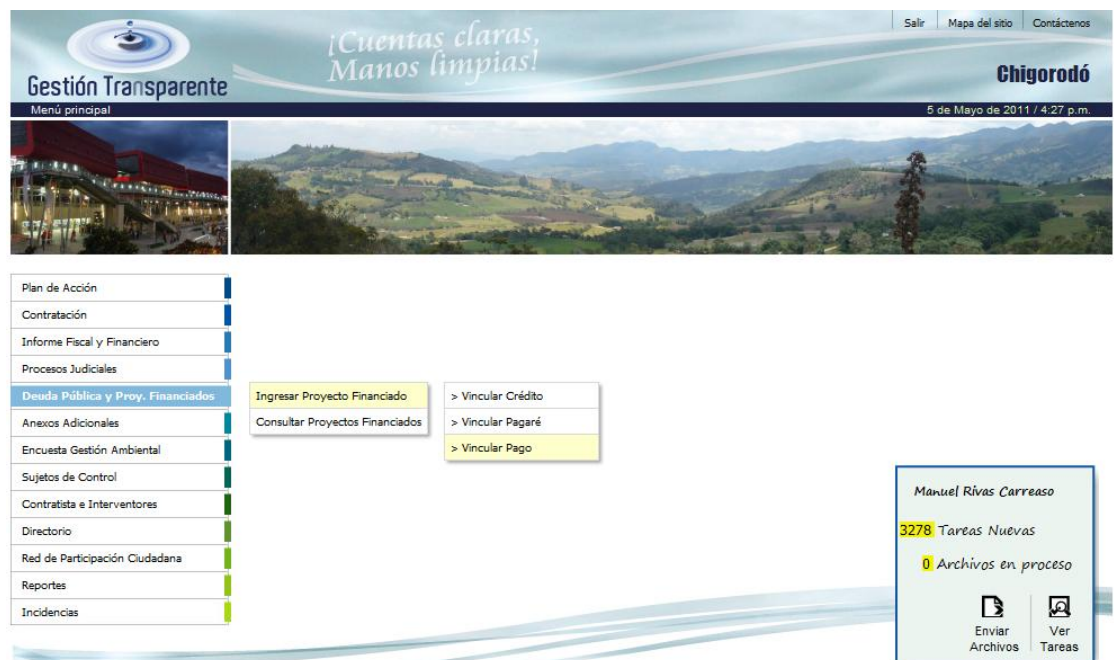 Salir Mapa del sitio Contáctenos
¡Cuentas claras,
Manos limpias!
Gestión Transparente
Chigorodó
Menú principal
5 de Mayo de 2011 / 4:27 p.m.
Plan de Acción
Contratación
Informe Fiscal y Financiero
Procesos Judiciales
Deuda Pública y Proy. Financiados
Ingresar Proyecto Financiado
> Vincular Crédito
Anexos Adicionales
Consultar Proyectos Financiados
> Vincular Pagaré
Encuesta Gestión Ambiental
> Vincular Pago
Sujetos de Control
Contratista e Interventores
Directorio
Red de Participación Ciudadana
Reportes
Incidencias
Manuel Rivas Carreaso
3278 Tareas Nuevas
0 Archivos en proceso
Enviar Archivos
Ver Tareas